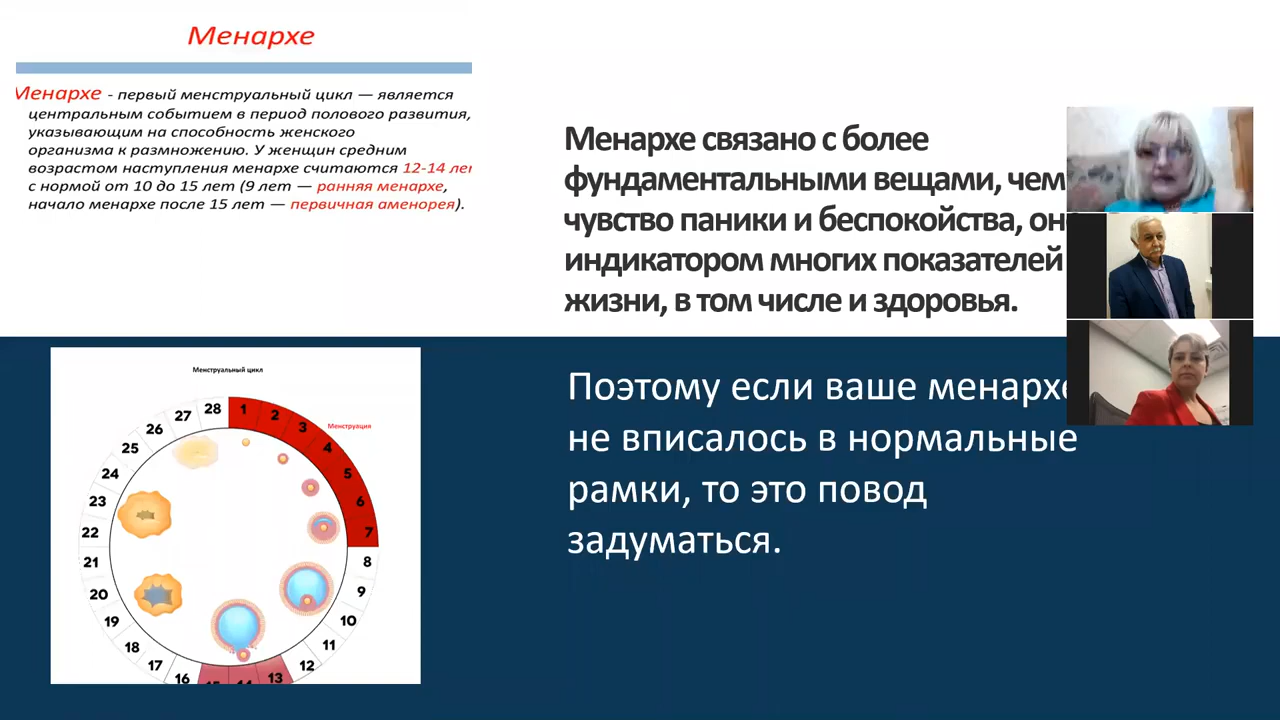 Менархе
Менархе - первый менструальный цикл — является
центральным событием в период полового развития,
указывающим на способность женского
организма к размножению. У женщин средним
возрастом наступления менархе считаются 12-14 лет
с нормой от 10 до 15 лет (9 лет — ранняя менархе,
начало менархе после 15 лет — первичная аменорея).
Менархе связано с более
фундаментальными вещами, чем
чувство паники и беспокойства,
индикатором многих показателей
жизни, в том числе и здоровья.
Поэтому если ваше менархе
не вписалось в нормальные
рамки, то это повод
задуматься.
Менструальный цикл
Менструация
1
2
3
4
5
6
7
8
9
10
11
12
13
14
15
16
17
18
19
20
21
22
23
24
25
26
27
28